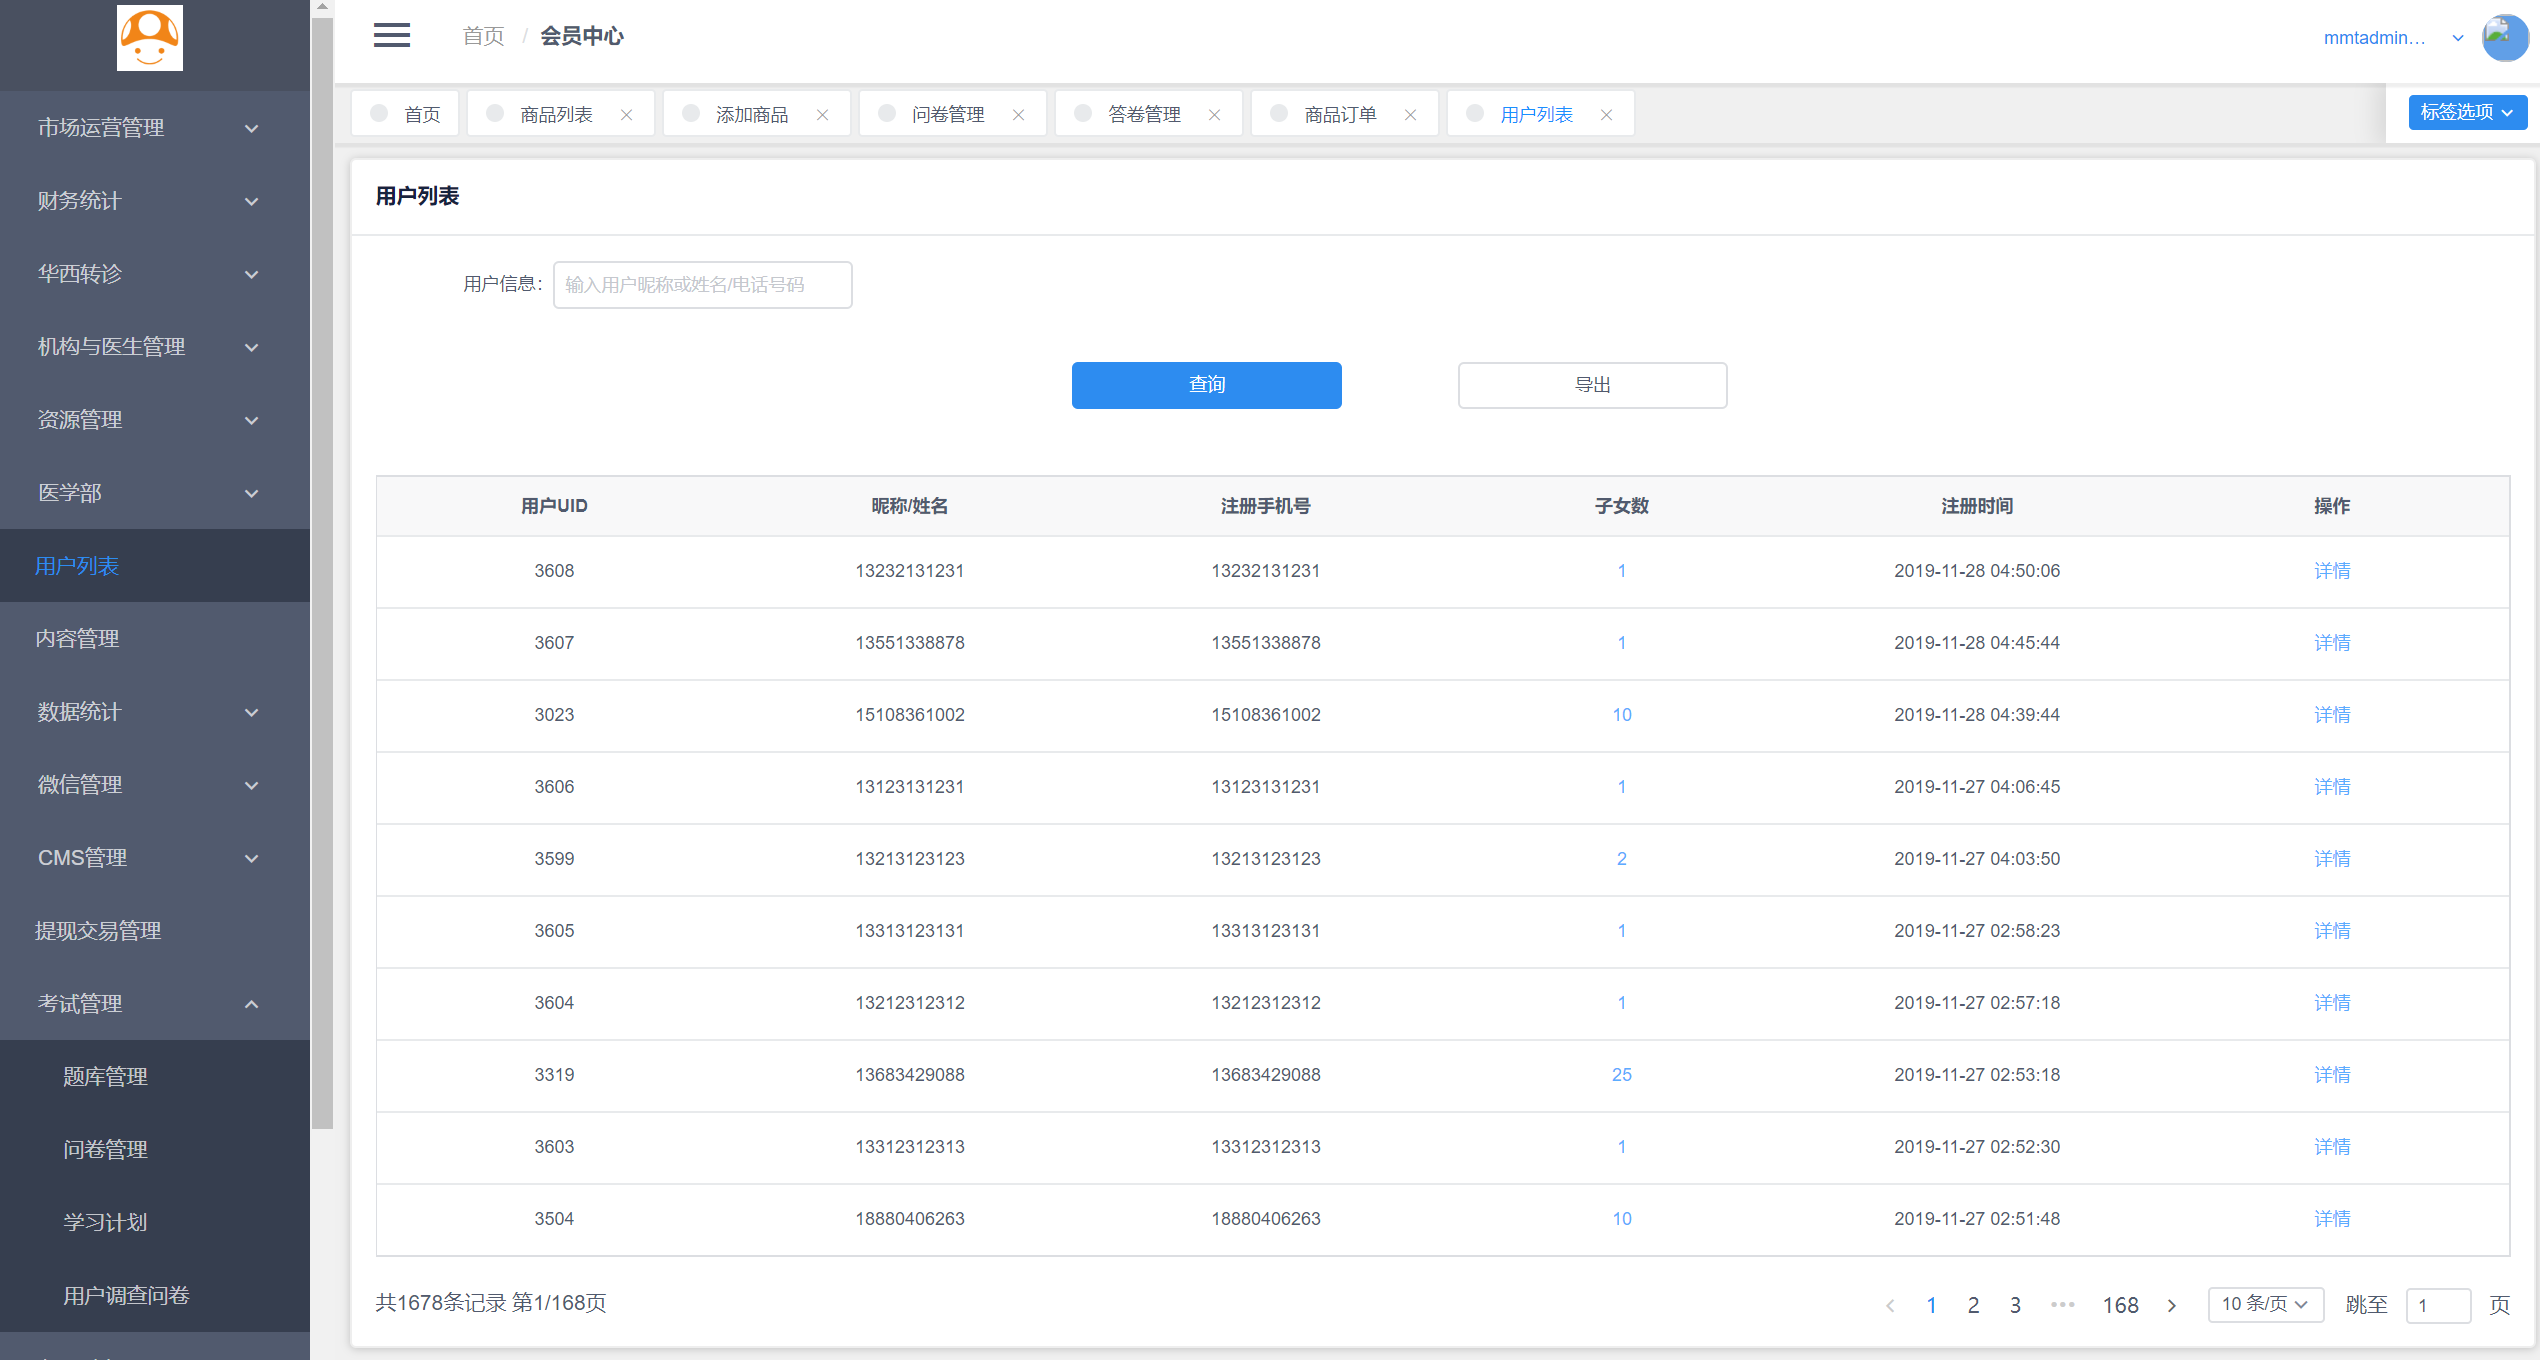 首页 / 会员中心
mmtadmin...
首页
商品列表
添加商品
问卷管理
答卷管理
商品订单
用户列表
标签选项
市场运营管理
财务统计
华西转诊
机构与医生管理
资源管理
医学部
用户列表
内容管理
数据统计
微信管理
CMS管理
提现交易管理
考试管理
题库管理
问卷管理
学习计划
用户调查问卷
用户列表
用户信息: 输入用户昵称或姓名/电话号码
查询 导出
用户UID 昵称/姓名 注册手机号 子女数 注册时间 操作
3608 13232131231 13232131231 1 2019-11-28 04:50:06 详情
3607 13551338878 13551338878 1 2019-11-28 04:45:44 详情
3023 15108361002 15108361002 10 2019-11-28 04:39:44 详情
3606 13123131231 13123131231 1 2019-11-27 04:06:45 详情
3599 13213123123 13213123123 2 2019-11-27 04:03:50 详情
3605 13313123131 13313123131 1 2019-11-27 02:58:23 详情
3604 13212312312 13212312312 1 2019-11-27 02:57:18 详情
3319 13683429088 13683429088 25 2019-11-27 02:53:18 详情
3603 13312312313 13312312313 1 2019-11-27 02:52:30 详情
3504 18880406263 18880406263 10 2019-11-27 02:51:48 详情
共1678条记录 第1/168页
1 2 3 ••• 168 10 条/页 跳至 1 页